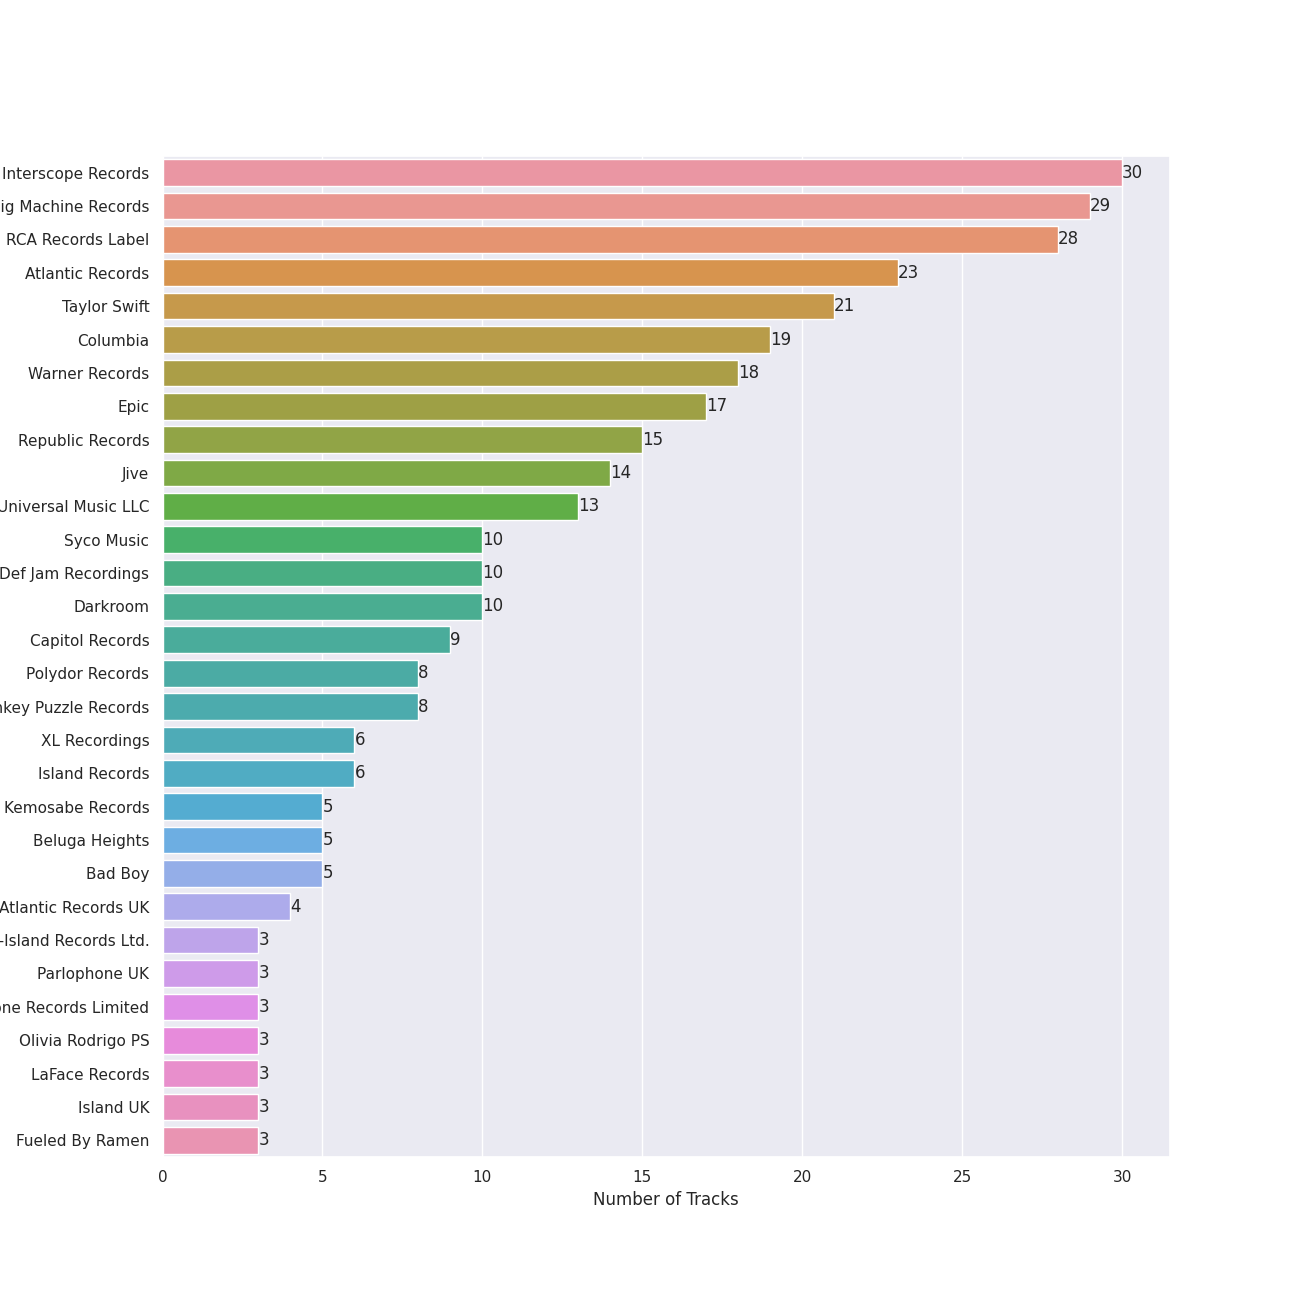 Interscope Records 30
ig Machine Records 29
RCA Records Label 28
Atlantic Records 23
Taylor Swift 21
Columbia 19
Warner Records 18
Epic 17
Republic Records 15
Jive 14
Universal Music LLC 13
Syco Music 10
Def Jam Recordings 10
Darkroom 10
Capitol Records 9
Polydor Records 8
nkey Puzzle Records 8
XL Recordings 6
Island Records 6
Kemosabe Records 5
Beluga Heights 5
Bad Boy 5
Atlantic Records UK 4
-Island Records Ltd. 3
Parlophone UK 3
one Records Limited 3
Olivia Rodrigo PS 3
LaFace Records 3
Island UK 3
Fueled By Ramen 3
0 5 10 15 20 25 30
Number of Tracks